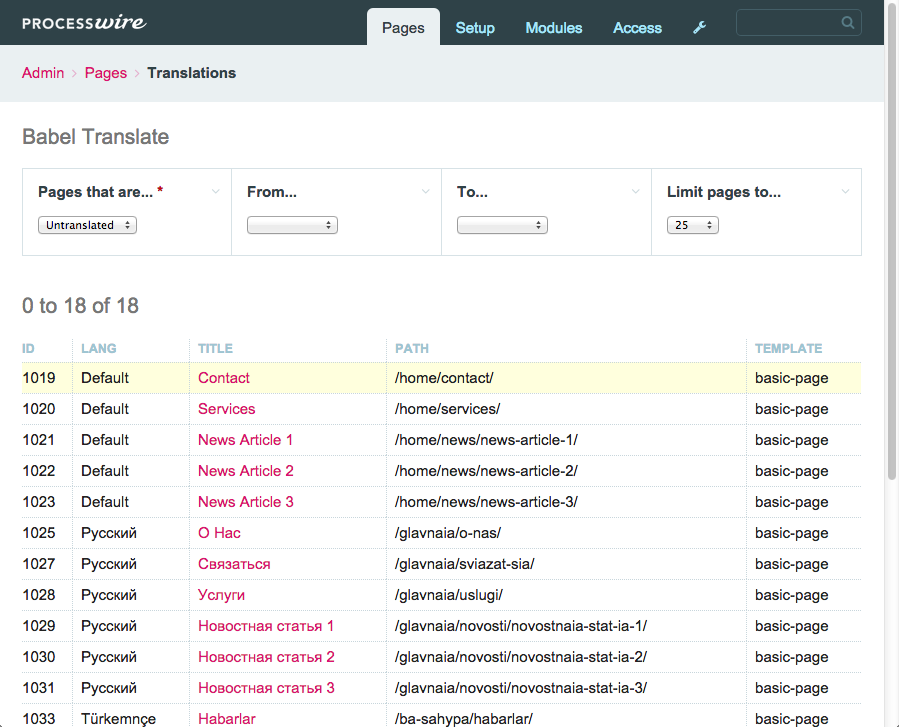 PROCESSwire
Pages Setup Modules Access
Admin > Pages > Translations
Babel Translate
Pages that are... * From... To... Limit pages to...
Untranslated 25
0 to 18 of 18
ID LANG TITLE PATH TEMPLATE
1019 Default Contact /home/contact/ basic-page
1020 Default Services /home/services/ basic-page
1021 Default News Article 1 /home/news/news-article-1/ basic-page
1022 Default News Article 2 /home/news/news-article-2/ basic-page
1023 Default News Article 3 /home/news/news-article-3/ basic-page
1025 Русский О Нас /glavnaia/o-nas/ basic-page
1027 Русский Связаться /glavnaia/sviazat-sia/ basic-page
1028 Русский Услуги /glavnaia/uslugi/ basic-page
1029 Русский Новостная статья 1 /glavnaia/novosti/novostnaia-stat-ia-1/ basic-page
1030 Русский Новостная статья 2 /glavnaia/novosti/novostnaia-stat-ia-2/ basic-page
1031 Русский Новостная статья 3 /glavnaia/novosti/novostnaia-stat-ia-3/ basic-page
1033 Türkemnçe Habarlar /ba-sahypa/habarlar/ basic-page